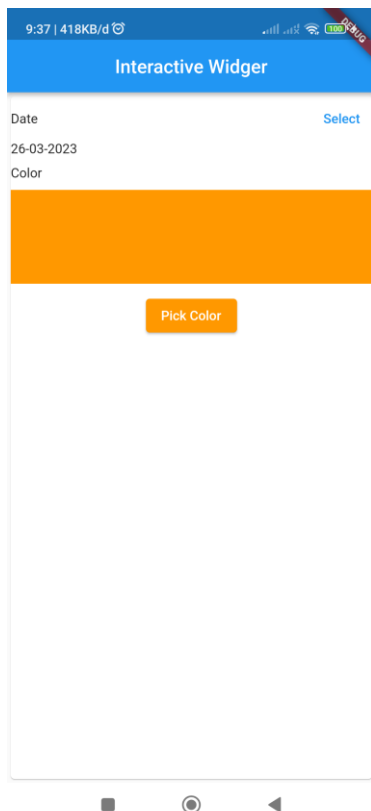 9:37 | 418KB/d
100
DEBUG
Interactive Widger
Date
Select
26-03-2023
Color
Pick Color